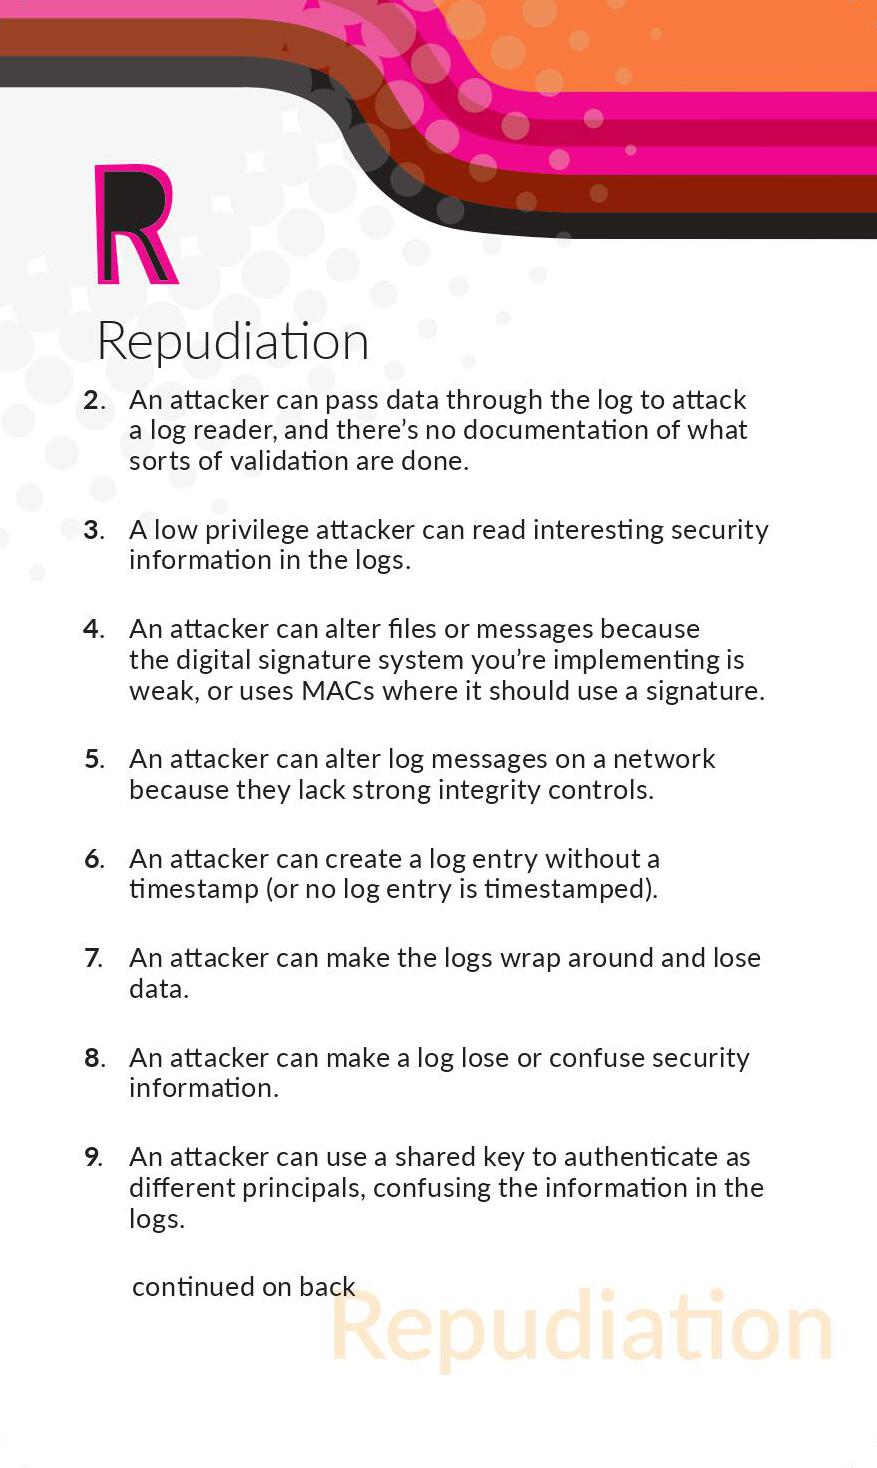 R
Repudiation
2. An attacker can pass data through the log to attack
a log reader, and there’s no documentation of what
sorts of validation are done.
3. A low privilege attacker can read interesting security
information in the logs.
4. An attacker can alter files or messages because
the digital signature system you’re implementing is
weak, or uses MACs where it should use a signature.
5. An attacker can alter log messages on a network
because they lack strong integrity controls.
6. An attacker can create a log entry without a
timestamp (or no log entry is timestamped).
7. An attacker can make the logs wrap around and lose
data.
8. An attacker can make a log lose or confuse security
information.
9. An attacker can use a shared key to authenticate as
different principals, confusing the information in the
logs.
continued on back
Repudiation